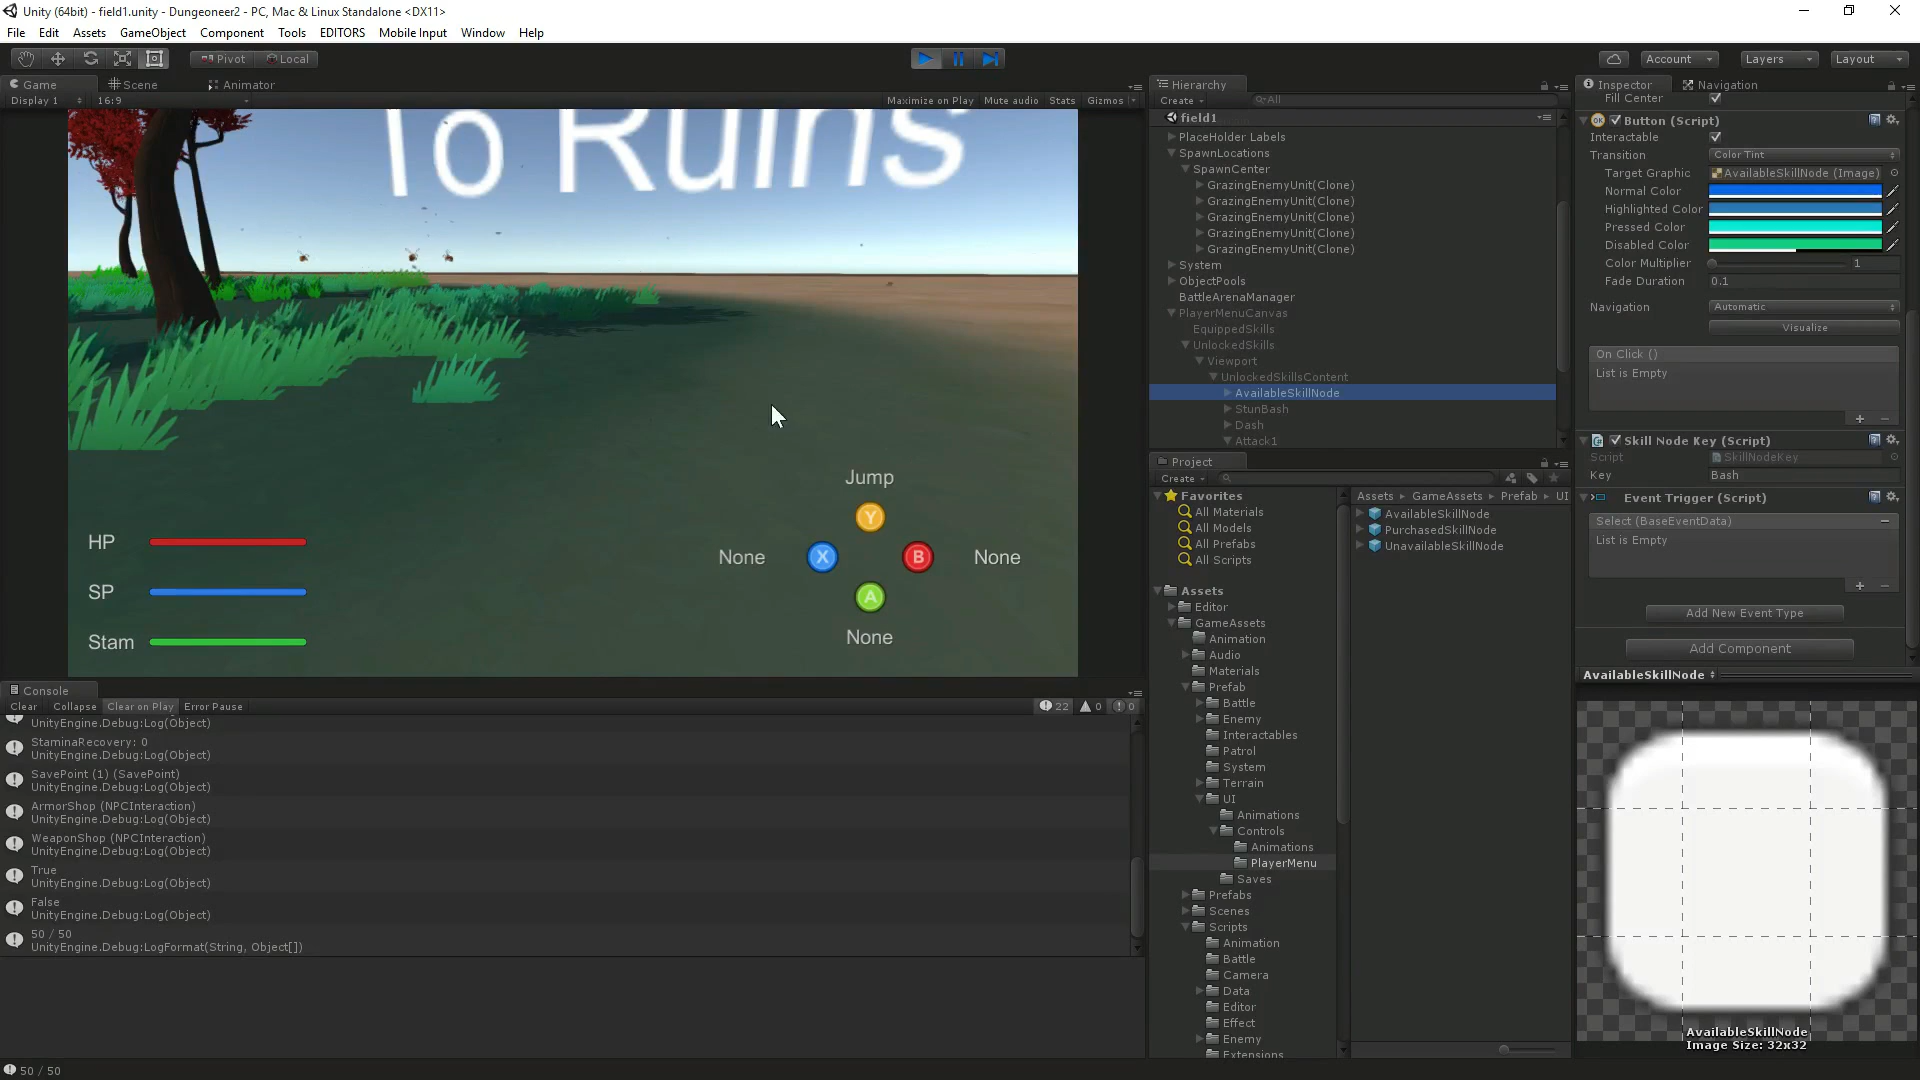 Unity (64bit) - field1.unity - Dungeoneer2 - PC, Mac & Linux Standalone <DX11>
File Edit Assets GameObject Component Tools EDITORS Mobile Input Window Help
Pivot Local Account Layers Layout
Game Scene Animator
Display 1 16:9 Maximize on Play Mute audio Stats Gizmos
To Ruins
Jump
Y
None X B None
A
None
HP
SP
Stam
Console
Clear Collapse Clear on Play Error Pause 22 0 0
UnityEngine.Debug:Log(Object)
StaminaRecovery: 0
UnityEngine.Debug:Log(Object)
SavePoint (1) (SavePoint)
UnityEngine.Debug:Log(Object)
ArmorShop (NPCInteraction)
UnityEngine.Debug:Log(Object)
WeaponShop (NPCInteraction)
UnityEngine.Debug:Log(Object)
True
UnityEngine.Debug:Log(Object)
False
UnityEngine.Debug:Log(Object)
50 / 50
UnityEngine.Debug:LogFormat(String, Object[])
50 / 50
Hierarchy
Create All
field1
PlaceHolder Labels
SpawnLocations
SpawnCenter
GrazingEnemyUnit(Clone)
GrazingEnemyUnit(Clone)
GrazingEnemyUnit(Clone)
GrazingEnemyUnit(Clone)
GrazingEnemyUnit(Clone)
System
ObjectPools
BattleArenaManager
PlayerMenuCanvas
EquippedSkills
UnlockedSkills
Viewport
UnlockedSkillsContent
AvailableSkillNode
StunBash
Dash
Attack1
Project
Create
Favorites
All Materials
All Models
All Prefabs
All Scripts
Assets
Editor
GameAssets
Animation
Audio
Materials
Prefab
Battle
Enemy
Interactables
Patrol
System
Terrain
UI
Animations
Controls
Animations
PlayerMenu
Saves
Prefabs
Scenes
Scripts
Animation
Battle
Camera
Data
Editor
Effect
Enemy
Extensions
Assets GameAssets Prefab UI
AvailableSkillNode
PurchasedSkillNode
UnavailableSkillNode
Inspector Navigation
Fill Center
Button (Script)
Interactable
Transition Color Tint
Target Graphic AvailableSkillNode (Image)
Normal Color
Highlighted Color
Pressed Color
Disabled Color
Color Multiplier 1
Fade Duration 0.1
Navigation Automatic
Visualize
On Click ()
List is Empty
Skill Node Key (Script)
Script SkillNodeKey
Key Bash
Event Trigger (Script)
Select (BaseEventData)
List is Empty
Add New Event Type
Add Component
AvailableSkillNode
AvailableSkillNode
Image Size: 32x32